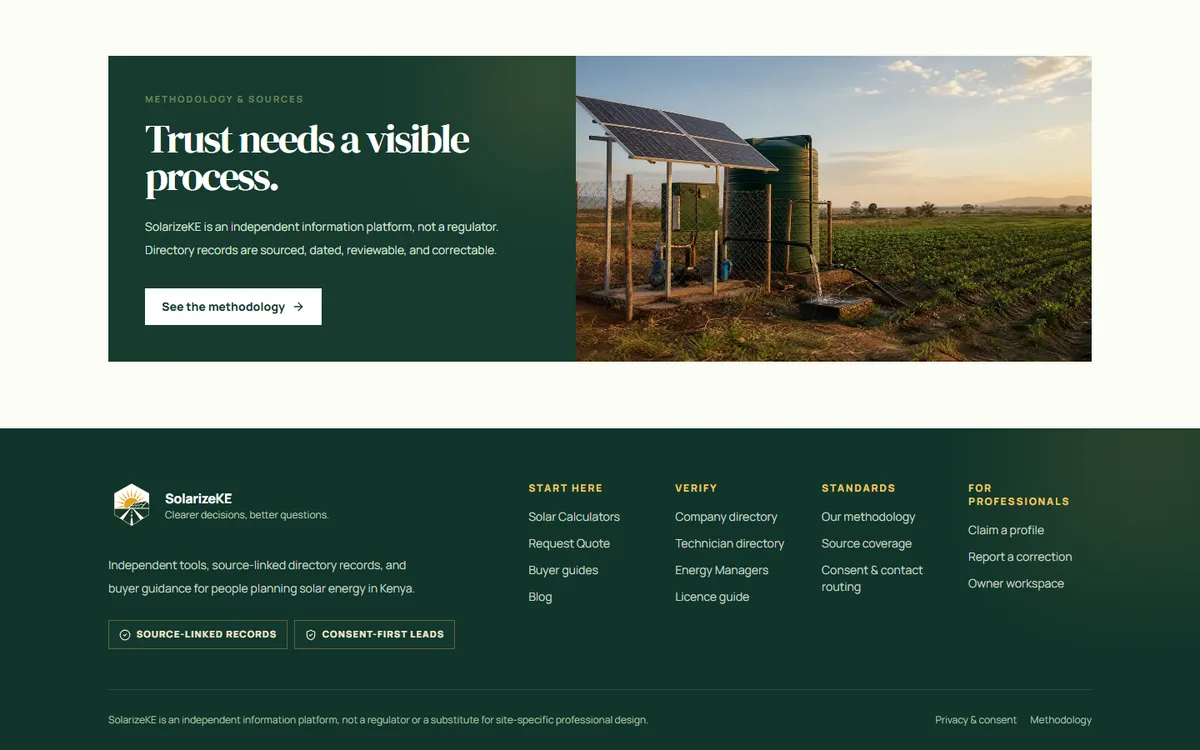 METHODOLOGY & SOURCES
Trust needs a visible
process.
SolarizeKE is an independent information platform, not a regulator.
Directory records are sourced, dated, reviewable, and correctable.
See the methodology →
SolarizeKE
Clearer decisions, better questions.
Independent tools, source-linked directory records, and
buyer guidance for people planning solar energy in Kenya.
SOURCE-LINKED RECORDS
CONSENT-FIRST LEADS
START HERE
Solar Calculators
Request Quote
Buyer guides
Blog
VERIFY
Company directory
Technician directory
Energy Managers
Licence guide
STANDARDS
Our methodology
Source coverage
Consent & contact
routing
FOR
PROFESSIONALS
Claim a profile
Report a correction
Owner workspace
SolarizeKE is an independent information platform, not a regulator or a substitute for site-specific professional design.
Privacy & consent
Methodology